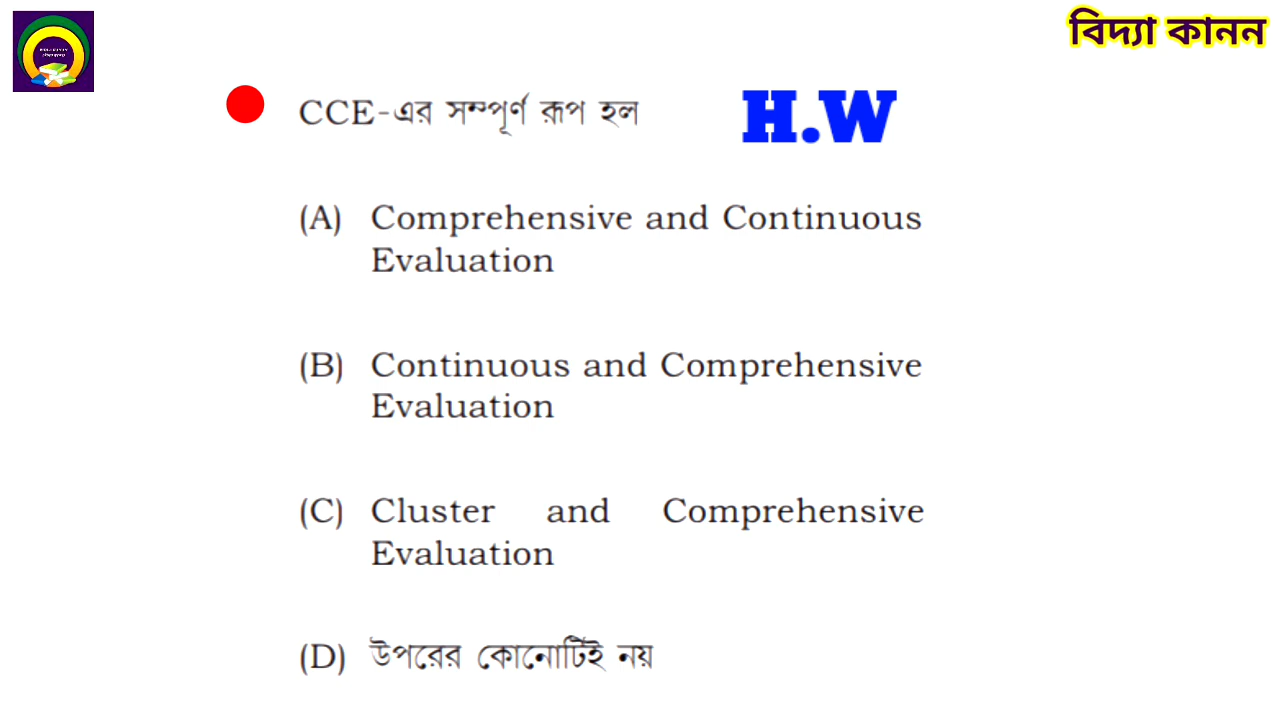 বিদ্যা কানন
CCE-এর সম্পূর্ণ রূপ হল
H.W
(A) Comprehensive and Continuous
Evaluation
(B) Continuous and Comprehensive
Evaluation
(C) Cluster and Comprehensive
Evaluation
(D) উপরের কোনোটিই নয়